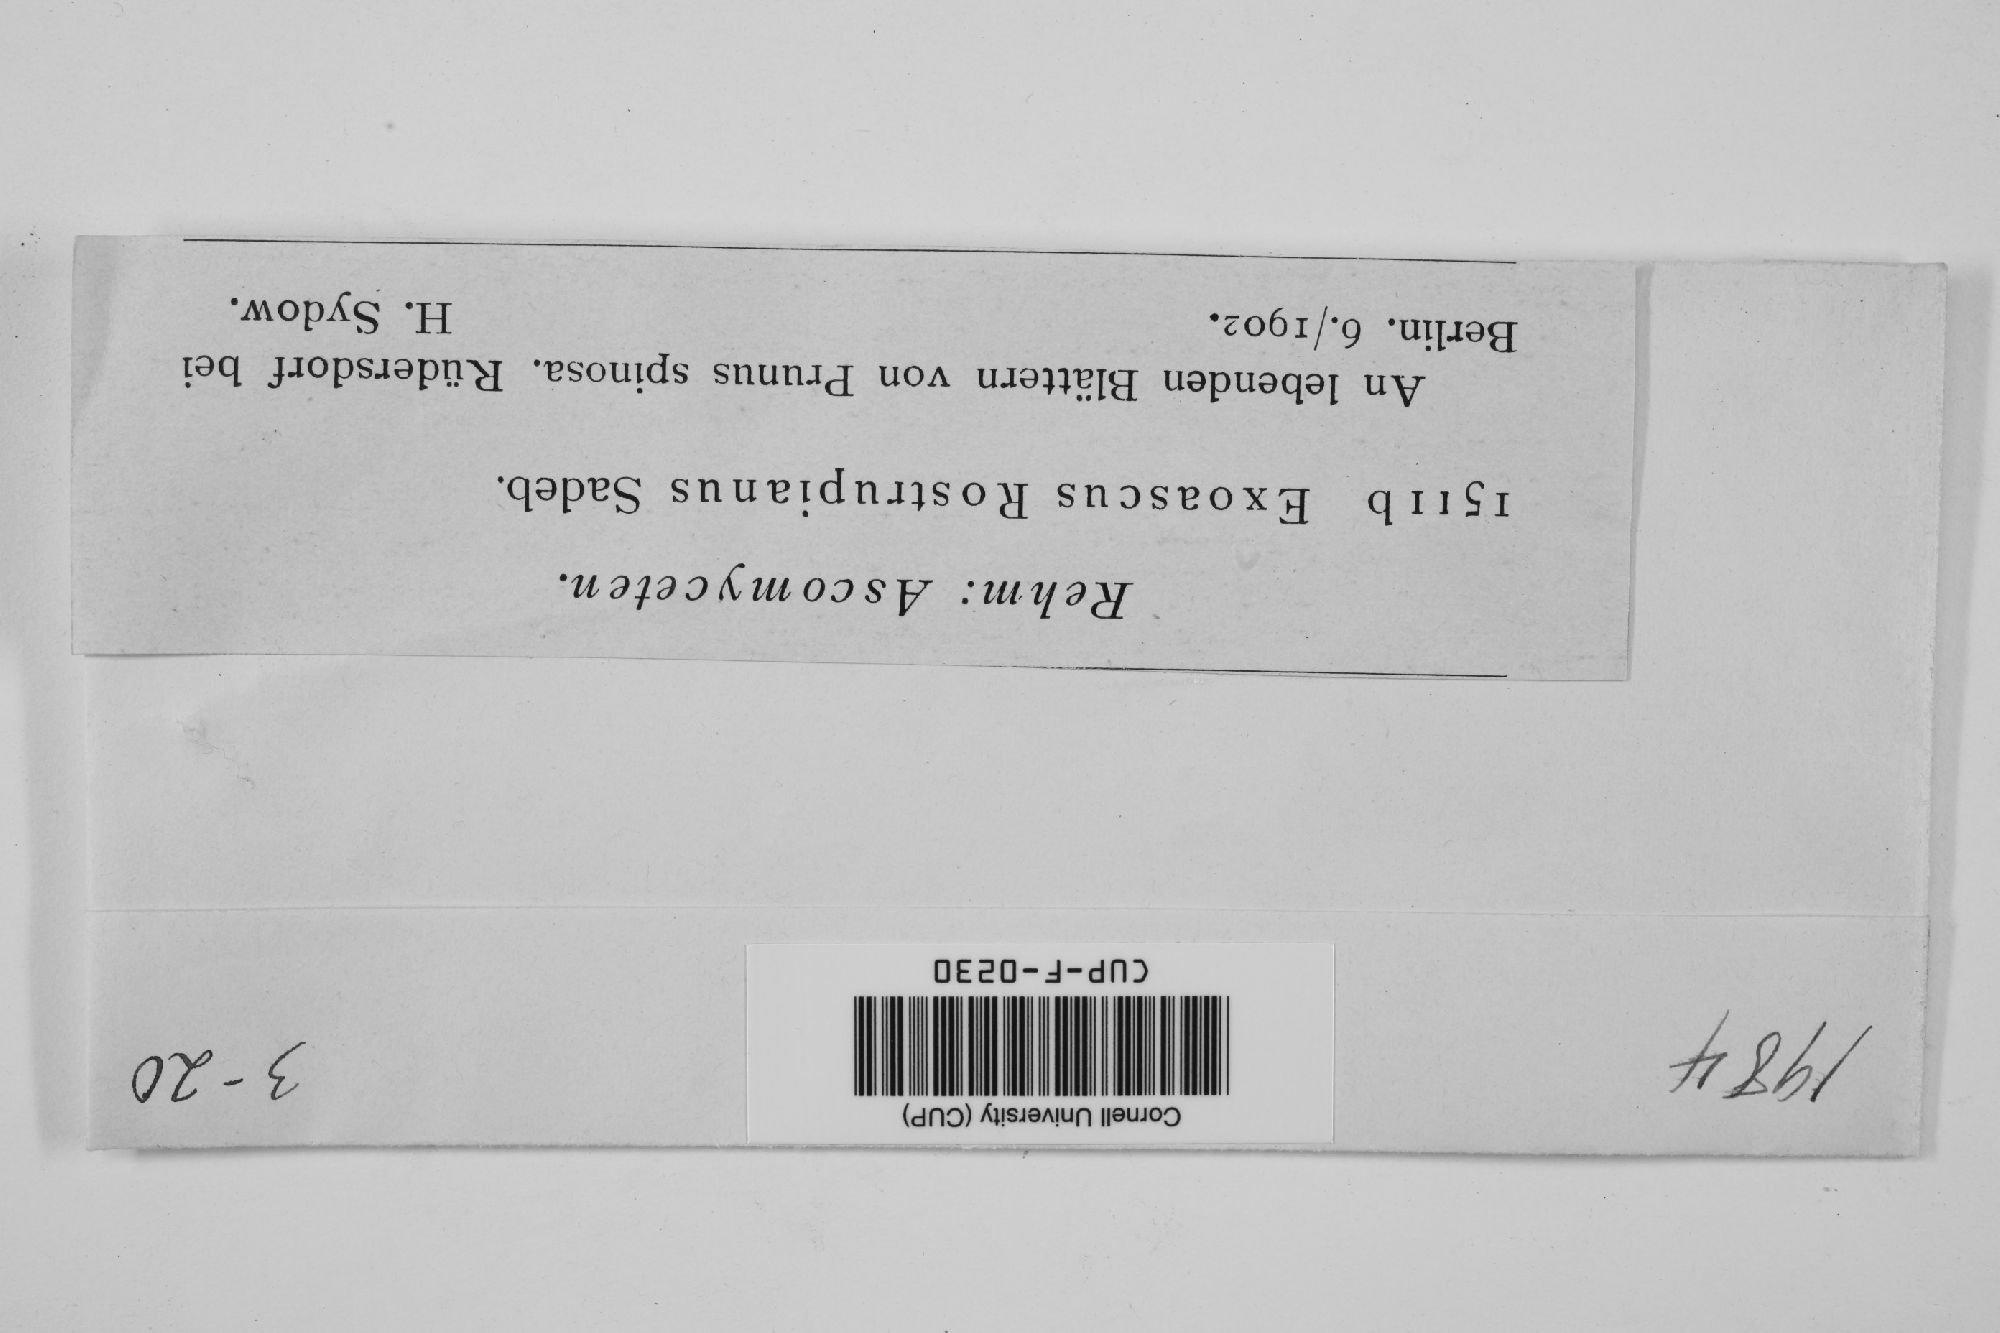 1984
Cornell University (CUP)
CUP-F-0230
3-20
Rehm: Ascomyceten.
1511b Exoascus Rostrupianus Sadeb.
An lebenden Blättern von Prunus spinosa. Rüdersdorf bei
Berlin. 6./1902. H. Sydow.